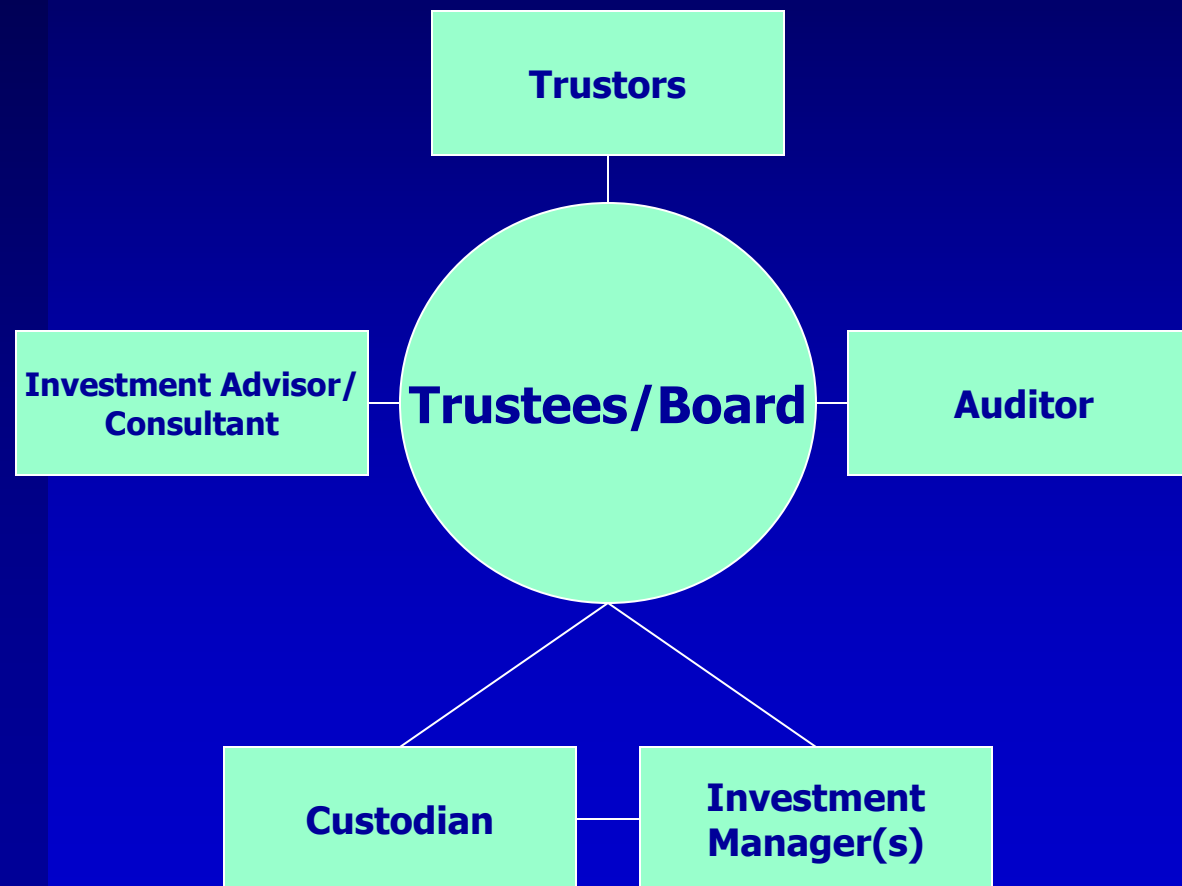 Trustors
Investment Advisor/
Consultant
Trustees/Board
Auditor
Custodian
Investment
Manager(s)